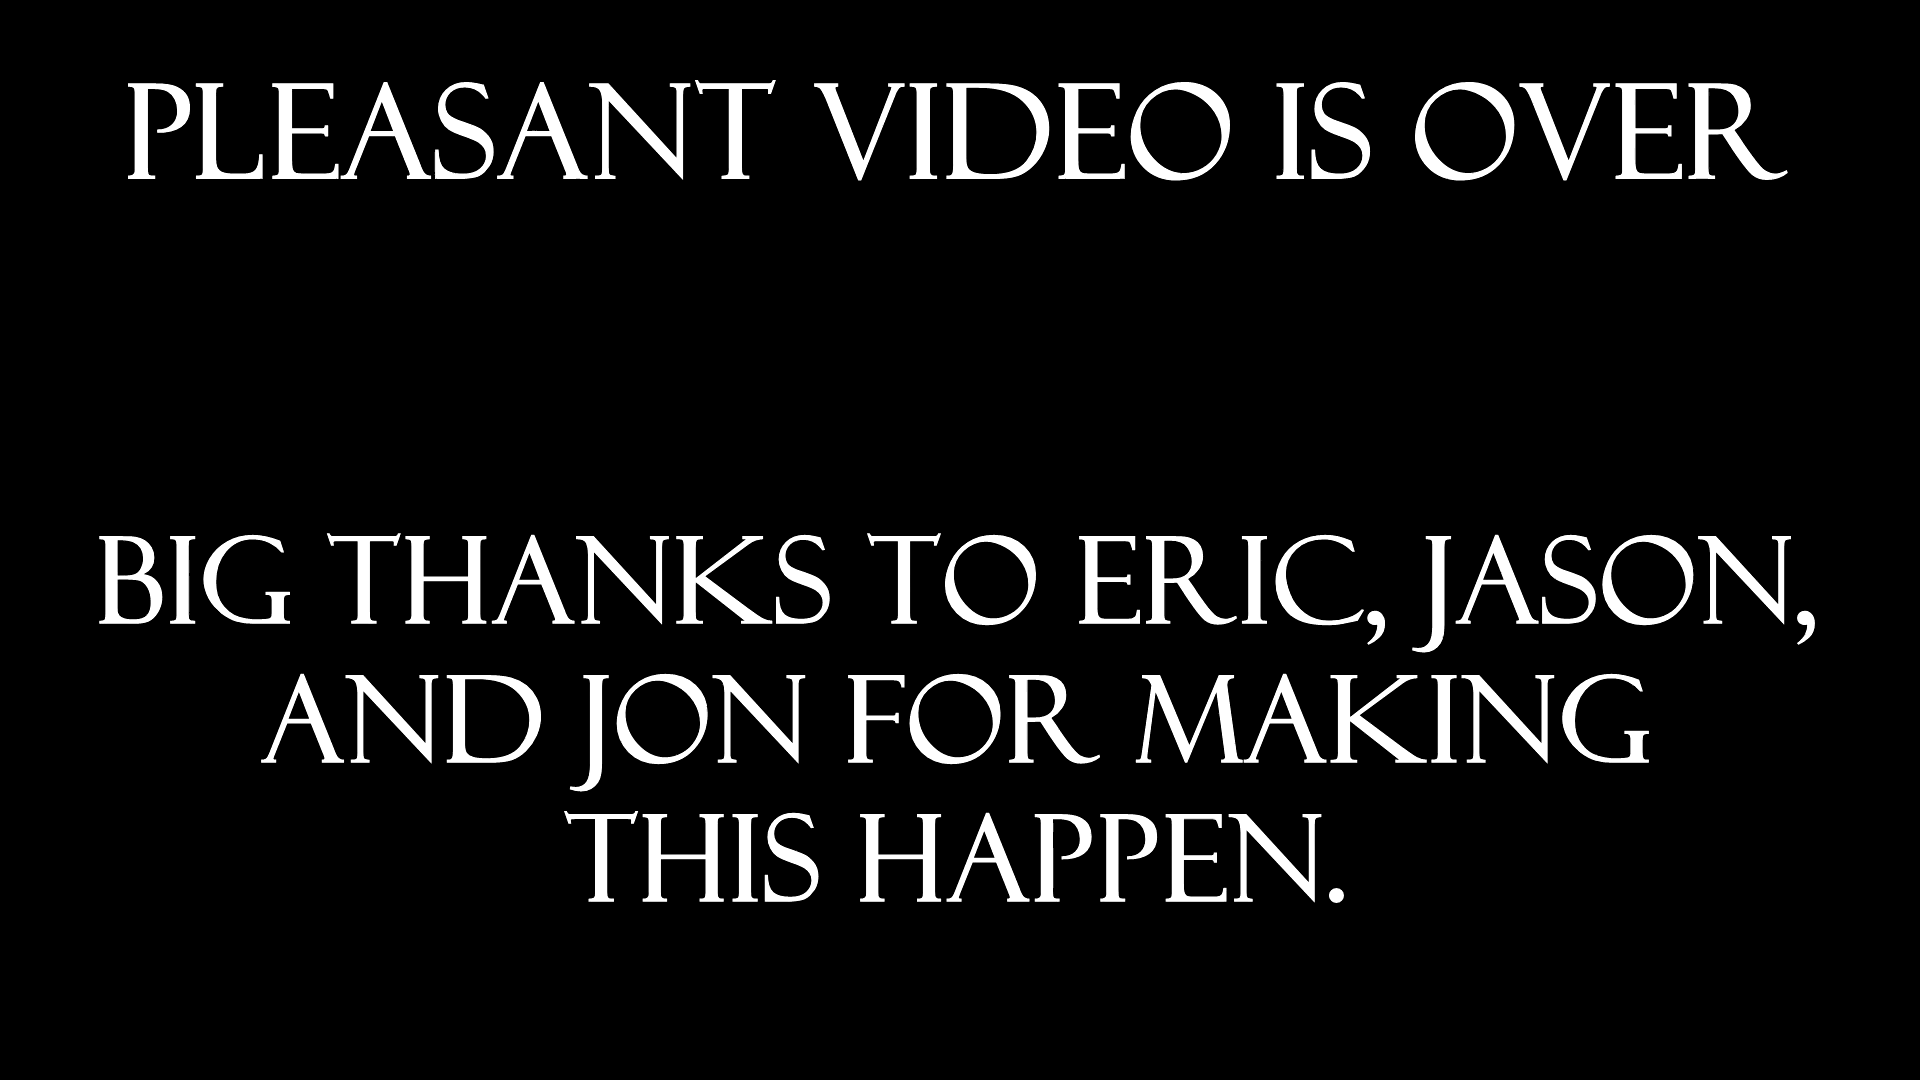 PLEASANT VIDEO IS OVER
BIG THANKS TO ERIC, JASON,
AND JON FOR MAKING
THIS HAPPEN.